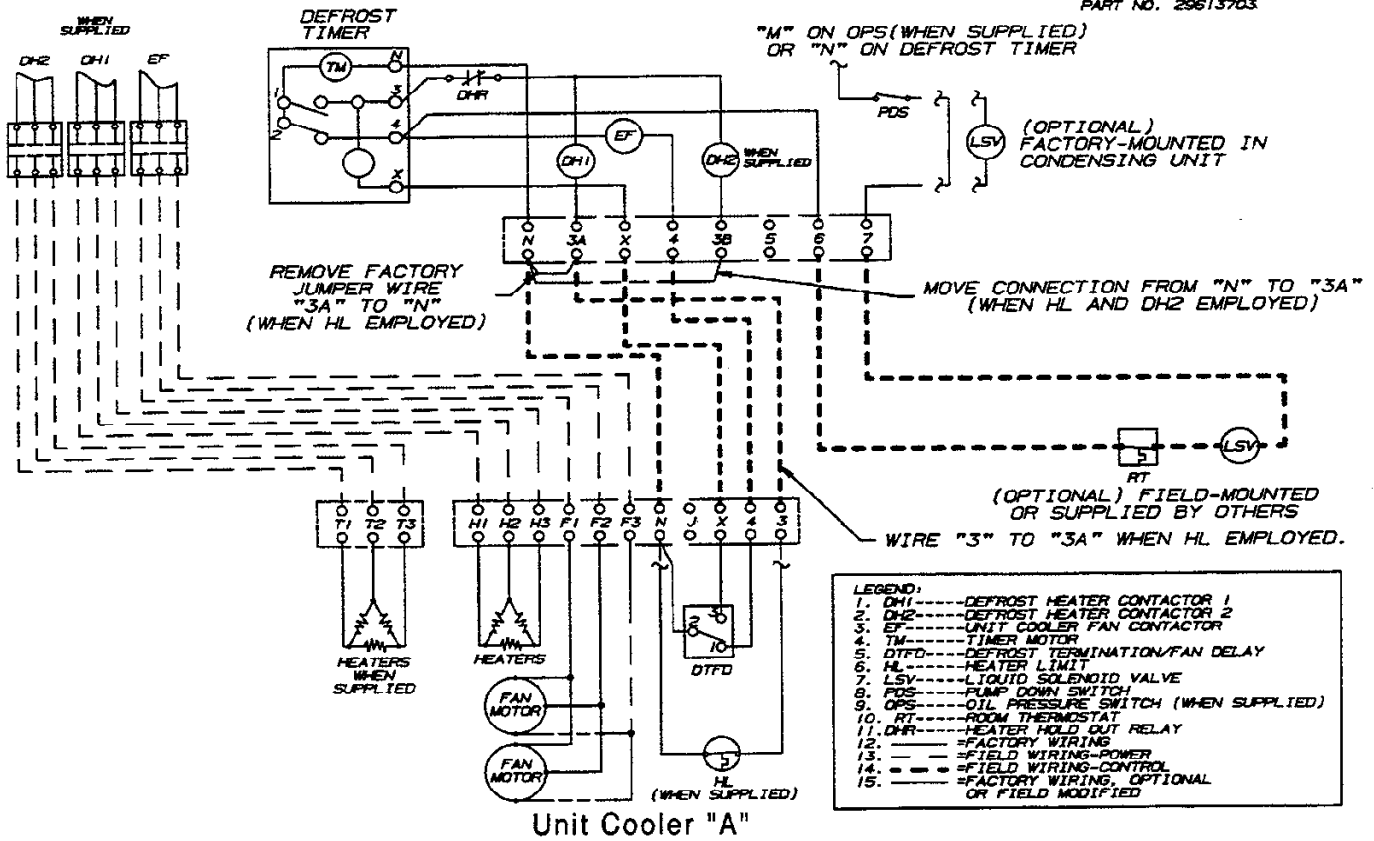 PART NO. 29613703
WHEN
SUPPLIED
DH2 DH1 EF
DEFROST
TIMER
TM
N
1
3
2
4
X
DHR
DH1
EF
DH2
WHEN
SUPPLIED
"M" ON OPS(WHEN SUPPLIED)
OR "N" ON DEFROST TIMER
PDS
LSV
(OPTIONAL)
FACTORY-MOUNTED IN
CONDENSING UNIT
N 3A X 4 3B 5 6 7
REMOVE FACTORY
JUMPER WIRE
"3A" TO "N"
(WHEN HL EMPLOYED)
MOVE CONNECTION FROM "N" TO "3A"
(WHEN HL AND DH2 EMPLOYED)
RT
LSV
(OPTIONAL) FIELD-MOUNTED
OR SUPPLIED BY OTHERS
WIRE "3" TO "3A" WHEN HL EMPLOYED.
T1 T2 T3
H1 H2 H3 F1 F2 F3 N J X 4 3
HEATERS
WHEN
SUPPLIED
HEATERS
3
2
1
DTFD
FAN
MOTOR
FAN
MOTOR
HL
(WHEN SUPPLIED)
Unit Cooler "A"
LEGEND:
1. DH1-----DEFROST HEATER CONTACTOR 1
2. DH2-----DEFROST HEATER CONTACTOR 2
3. EF------UNIT COOLER FAN CONTACTOR
4. TM------TIMER MOTOR
5. DTFD----DEFROST TERMINATION/FAN DELAY
6. HL------HEATER LIMIT
7. LSV-----LIQUID SOLENOID VALVE
8. PDS-----PUMP DOWN SWITCH
9. OPS-----OIL PRESSURE SWITCH (WHEN SUPPLIED)
10. RT-----ROOM THERMOSTAT
11. DHR----HEATER HOLD OUT RELAY
12. =FACTORY WIRING
13. =FIELD WIRING-POWER
14. =FIELD WIRING-CONTROL
15. =FACTORY WIRING, OPTIONAL
OR FIELD MODIFIED